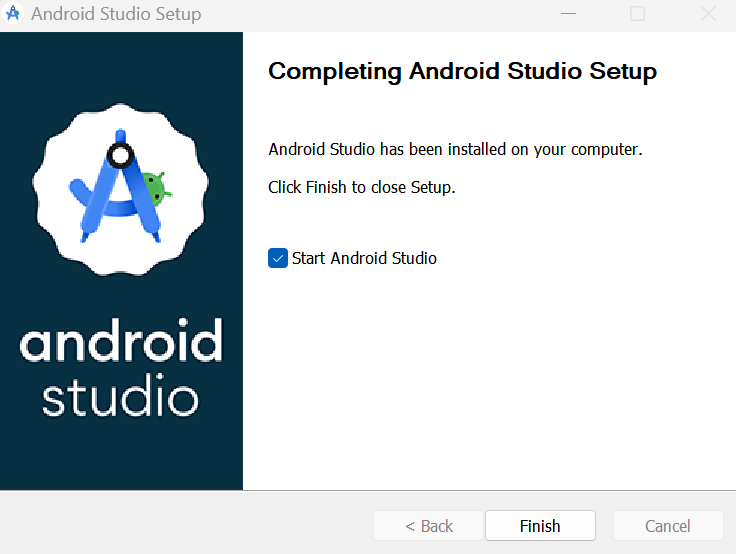 Android Studio Setup
Completing Android Studio Setup
Android Studio has been installed on your computer.
Click Finish to close Setup.
Start Android Studio
android
studio
< Back
Finish
Cancel